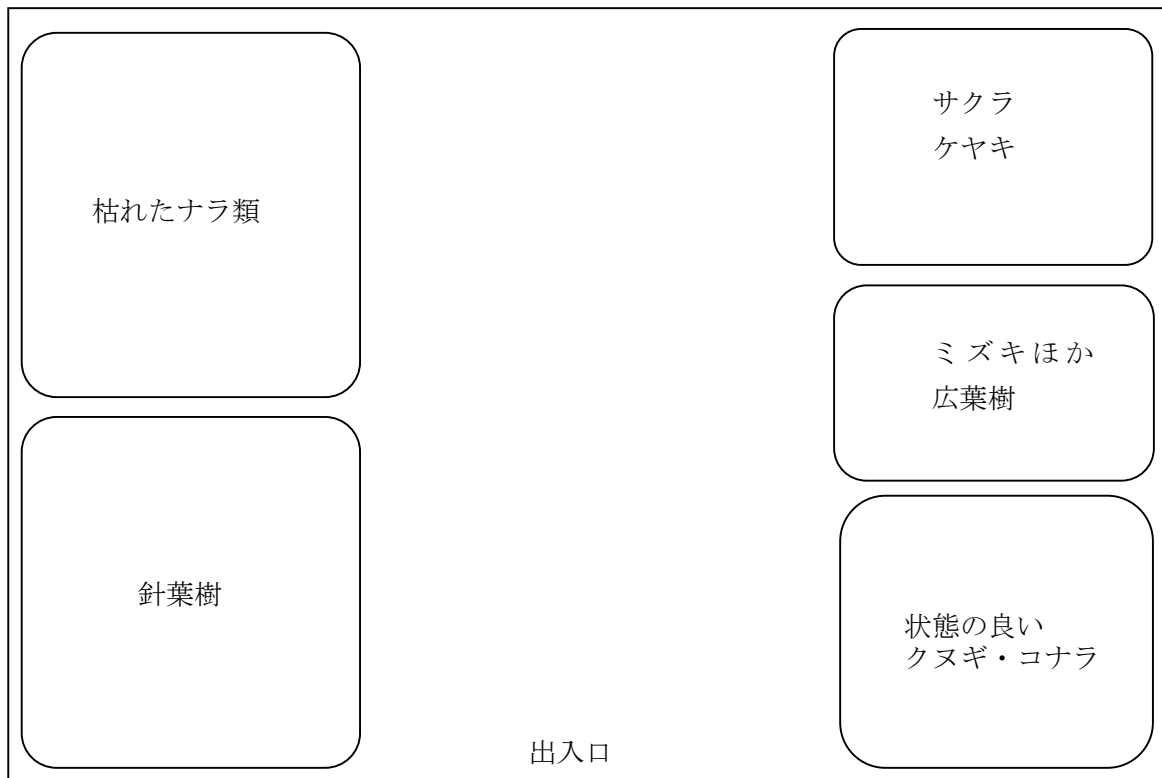 枯れたナラ類
針葉樹
サクラ
ケヤキ
ミズキほか
広葉樹
状態の良い
クヌギ・コナラ
出入口